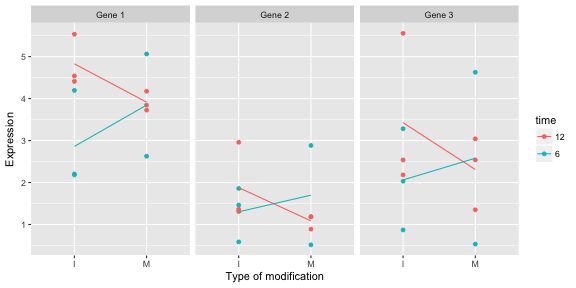 Gene 1 Gene 2 Gene 3
Expression
5
4
3
2
1
I M I M I M
Type of modification
time
12
6